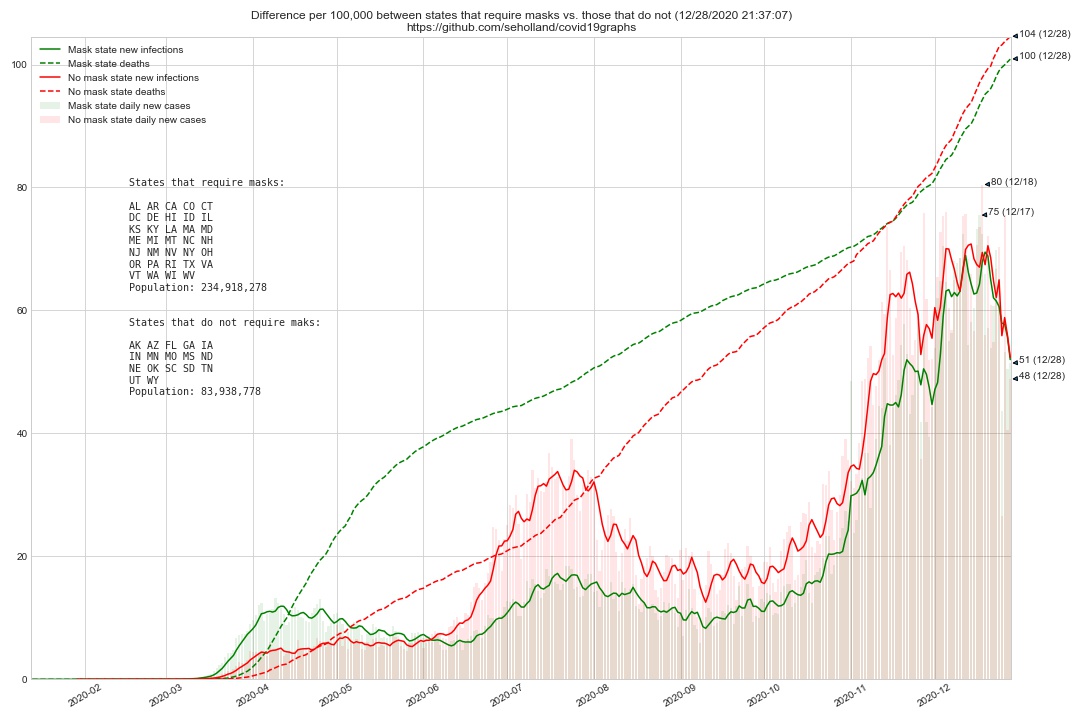 Difference per 100,000 between states that require masks vs. those that do not (12/28/2020 21:37:07)
https://github.com/seholland/covid19graphs
Mask state new infections
Mask state deaths
No mask state new infections
No mask state deaths
Mask state daily new cases
No mask state daily new cases
States that require masks:
AL AR CA CO CT
DC DE HI ID IL
KS KY LA MA MD
ME MI MT NC NH
NJ NM NV NY OH
OR PA RI TX VA
VT WA WI WV
Population: 234,918,278
States that do not require maks:
AK AZ FL GA IA
IN MN MO MS ND
NE OK SC SD TN
UT WY
Population: 83,938,778
104 (12/28)
100 (12/28)
80 (12/18)
75 (12/17)
51 (12/28)
48 (12/28)
100
80
60
40
20
0
2020-02
2020-03
2020-04
2020-05
2020-06
2020-07
2020-08
2020-09
2020-10
2020-11
2020-12